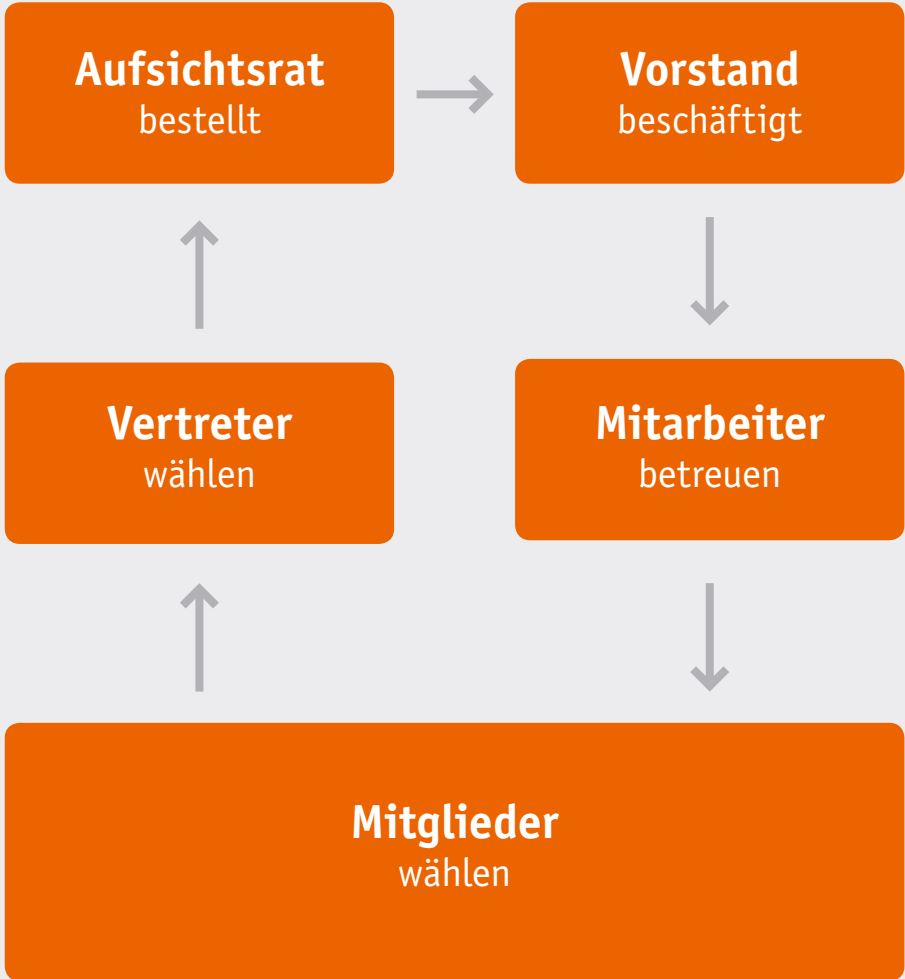 Aufsichtsrat
bestellt
Vorstand
beschäftigt
Vertreter
wählen
Mitarbeiter
betreuen
Mitglieder
wählen